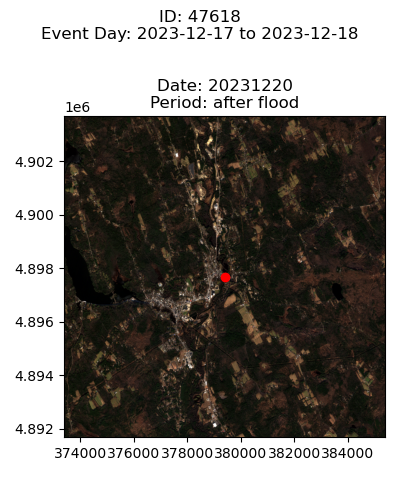 ID: 47618
Event Day: 2023-12-17 to 2023-12-18
Date: 20231220
Period: after flood
1e6
4.902
4.900
4.898
4.896
4.894
4.892
374000 376000 378000 380000 382000 384000